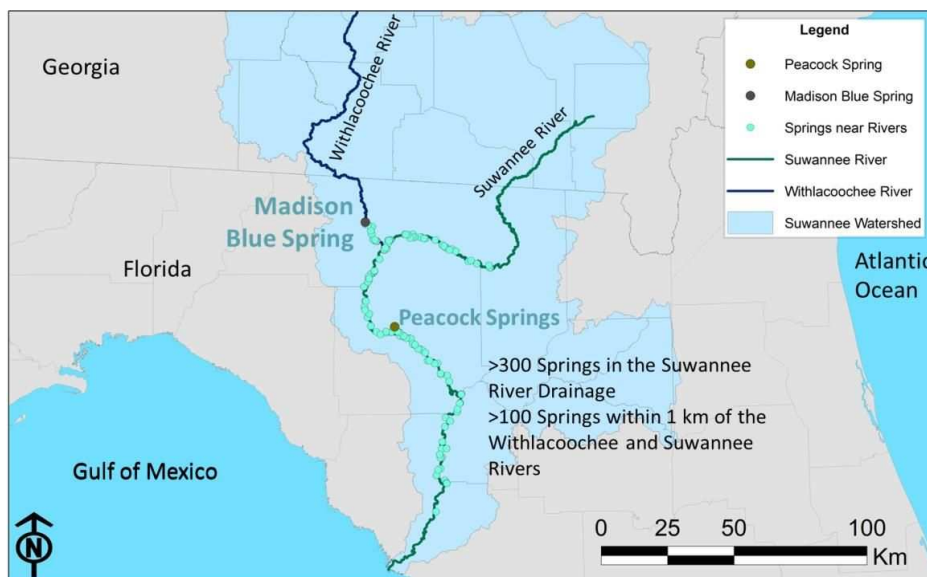 Georgia
Withlacoochee River
Suwannee River
Madison
Blue Spring
Florida
Peacock Springs
>300 Springs in the Suwannee
River Drainage
>100 Springs within 1 km of the
Withlacoochee and Suwannee
Rivers
Gulf of Mexico
Atlantic
Ocean
Legend
Peacock Spring
Madison Blue Spring
Springs near Rivers
Suwannee River
Withlacoochee River
Suwannee Watershed
N
0 25 50 100
Km